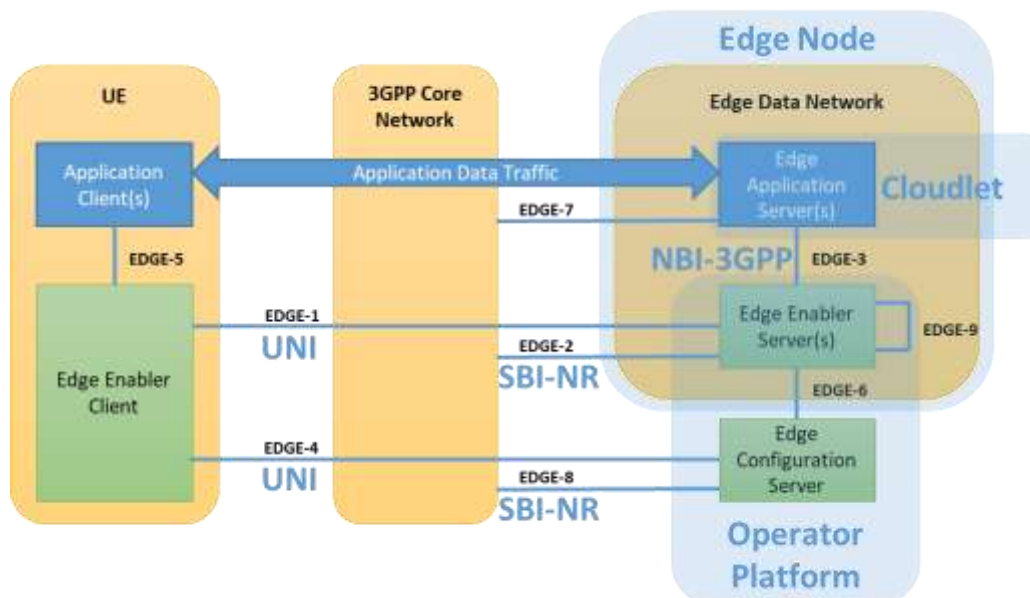 Edge Node
UE
3GPP Core
Network
Edge Data Network
Application
Client(s)
Application Data Traffic
Edge
Application
Server(s)
Cloudlet
EDGE-7
EDGE-5
NBI-3GPP
EDGE-3
EDGE-1
UNI
EDGE-2
SBI-NR
Edge Enabler
Server(s)
EDGE-9
Edge Enabler
Client
EDGE-6
EDGE-4
UNI
EDGE-8
SBI-NR
Edge
Configuration
Server
Operator
Platform